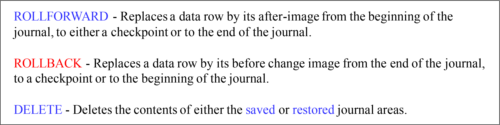 ROLLFORWARD - Replaces a data row by its after-image from the beginning of the
journal, to either a checkpoint or to the end of the journal.
ROLLBACK - Replaces a data row by its before change image from the end of the journal,
to a checkpoint or to the beginning of the journal.
DELETE - Deletes the contents of either the saved or restored journal areas.